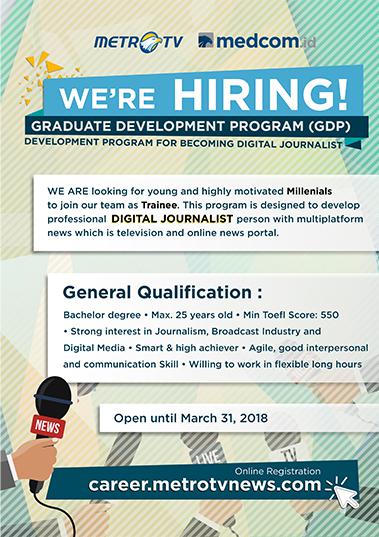 METRO TV medcom.id
WE'RE HIRING!
GRADUATE DEVELOPMENT PROGRAM (GDP)
DEVELOPMENT PROGRAM FOR BECOMING DIGITAL JOURNALIST
WE ARE looking for young and highly motivated Millenials
to join our team as Trainee. This program is designed to develop
professional DIGITAL JOURNALIST person with multiplatform
news which is television and online news portal.
General Qualification :
Bachelor degree • Max. 25 years old • Min Toefl Score: 550
• Strong interest in Journalism, Broadcast Industry and
Digital Media • Smart & high achiever • Agile, good interpersonal
and communication Skill • Willing to work in flexible long hours
Open until March 31, 2018
NEWS
LIVE
TV
Online Registration
career.metrotvnews.com